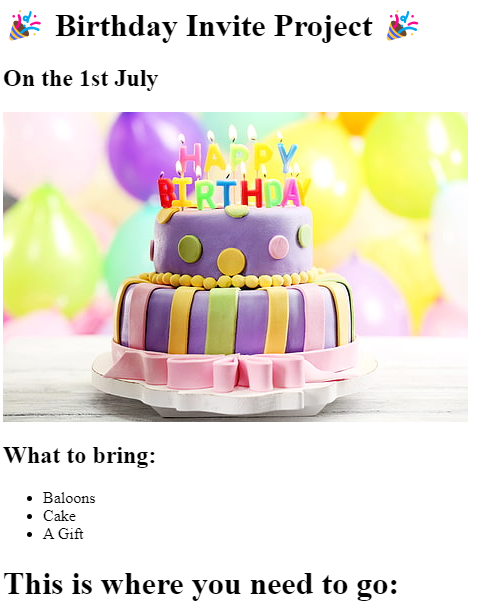 🎉 Birthday Invite Project 🎉
On the 1st July
HAPPY
BIRTHDAY
What to bring:
• Baloons
• Cake
• A Gift
This is where you need to go: